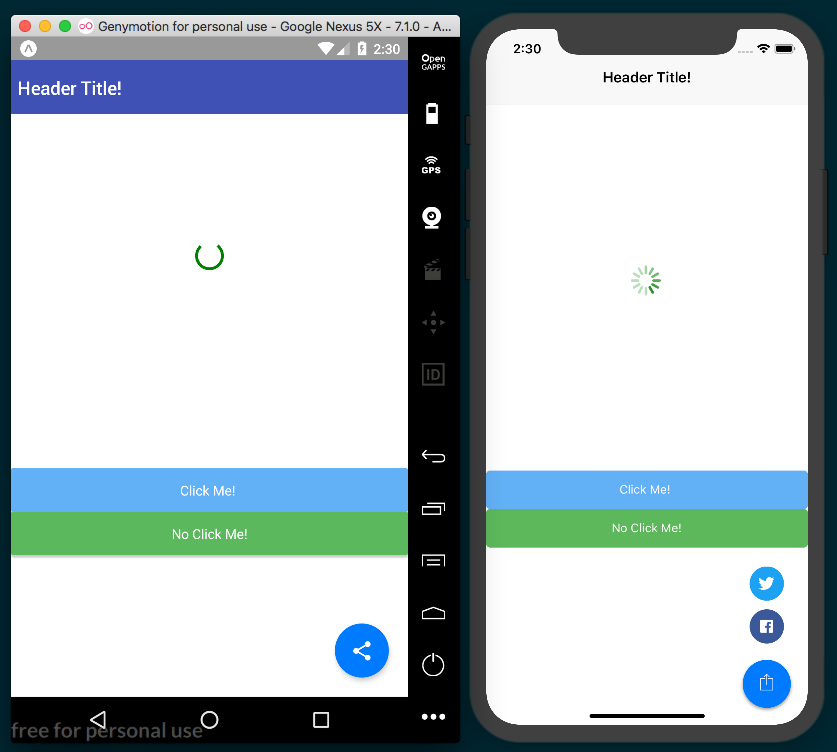 Genymotion for personal use - Google Nexus 5X - 7.1.0 - A...
2:30
Open
GAPPS
Header Title!
GPS
ID
Click Me!
No Click Me!
free for personal use
2:30
Header Title!
Click Me!
No Click Me!